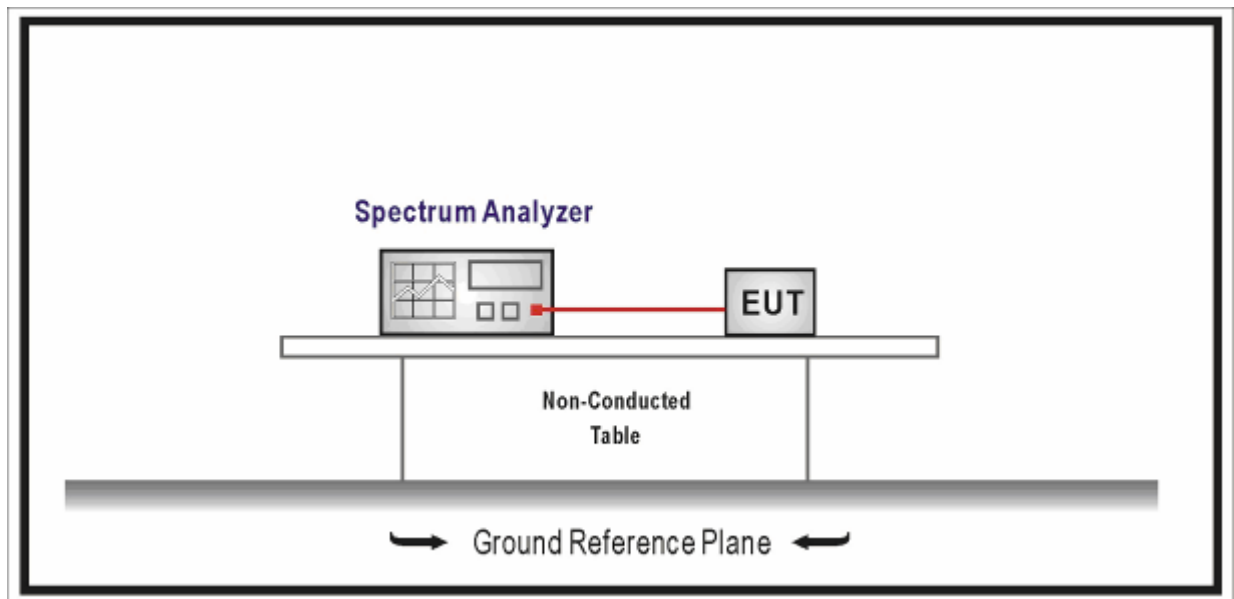 Spectrum Analyzer
EUT
Non-Conducted
Table
Ground Reference Plane